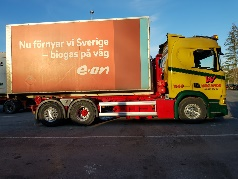 Nu förnyar vi Sverige
– biogas på väg
e-on